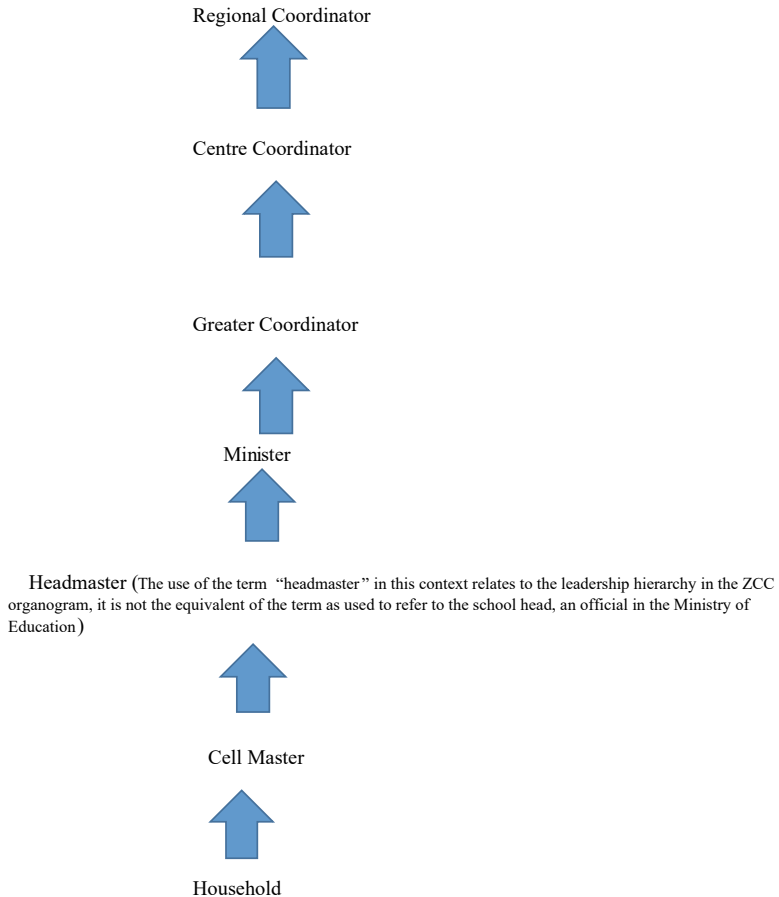 Regional Coordinator
Centre Coordinator
Greater Coordinator
Minister
Headmaster (The use of the term “headmaster” in this context relates to the leadership hierarchy in the ZCC
organogram, it is not the equivalent of the term as used to refer to the school head, an official in the Ministry of
Education)
Cell Master
Household